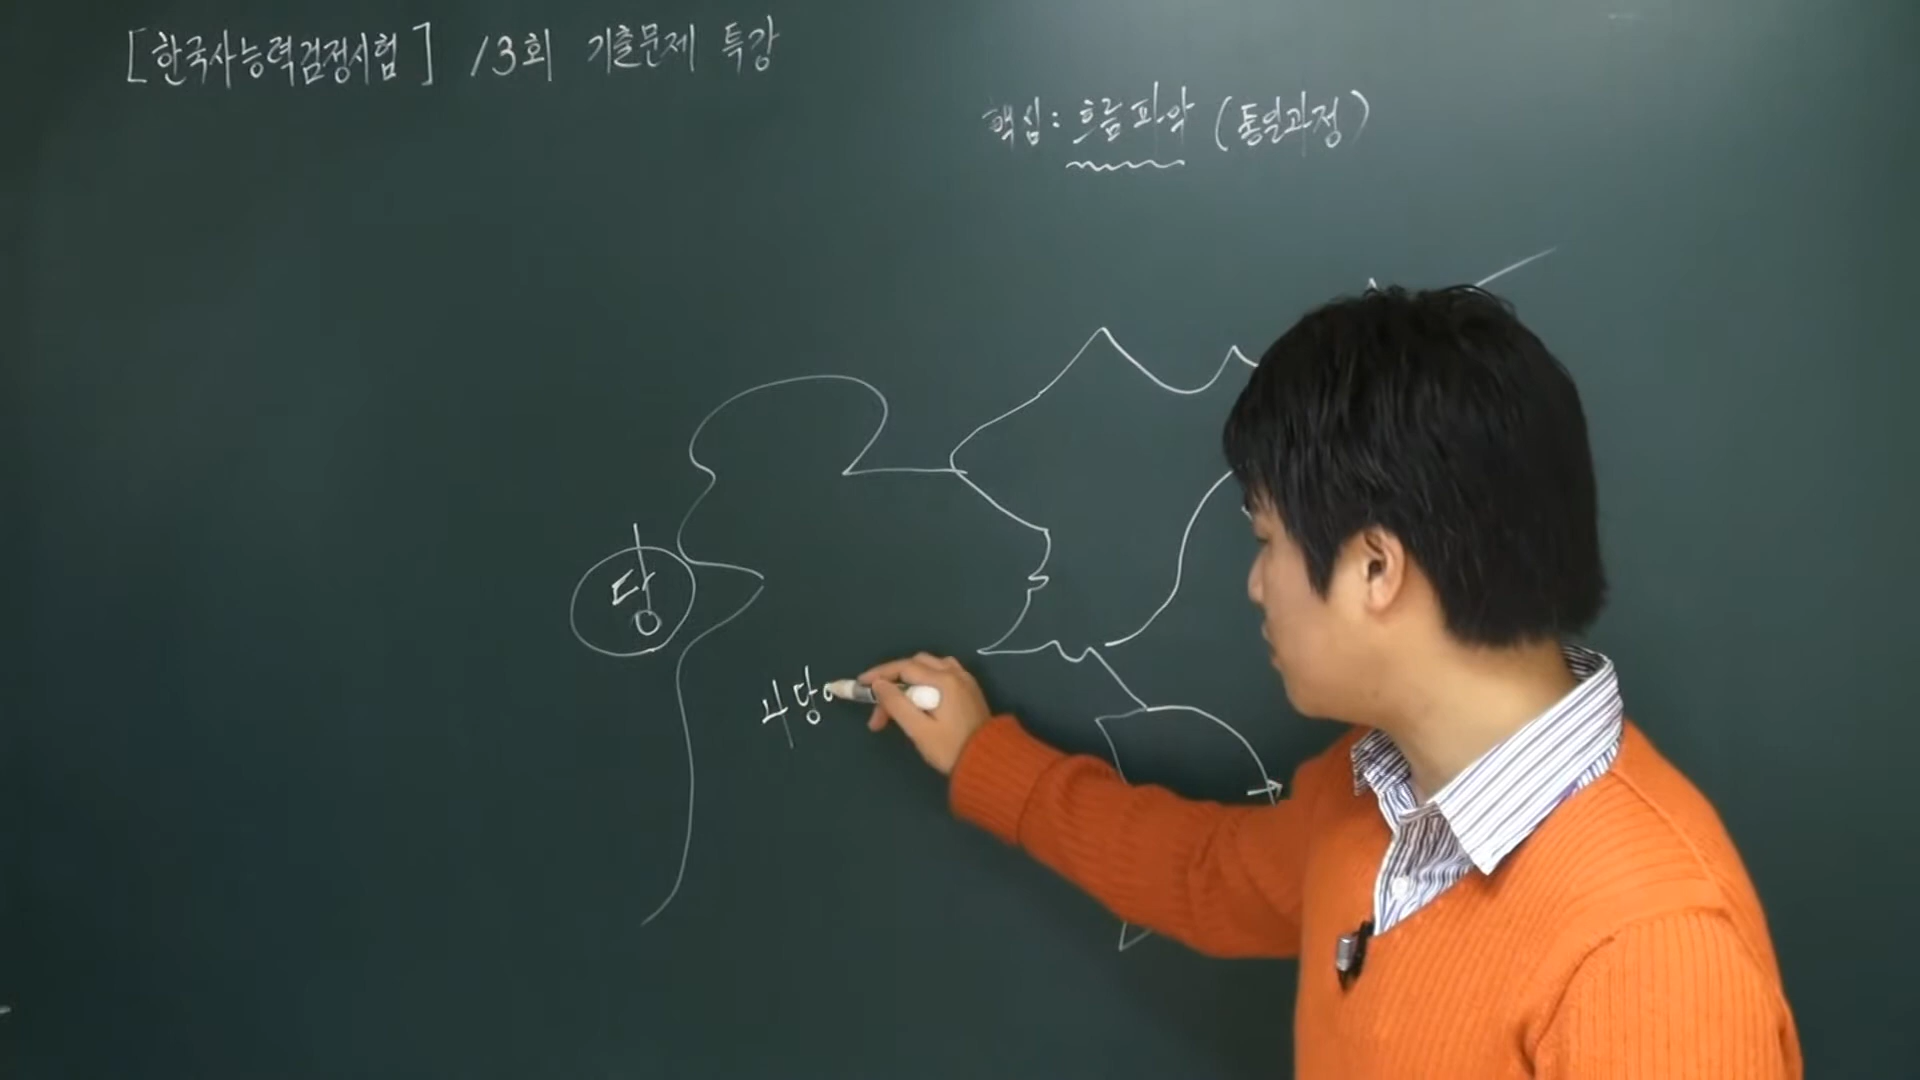 [한국사능력검정시험] 13회 기출문제 특강
핵심: 흐름파악 (통일과정)
당
나당